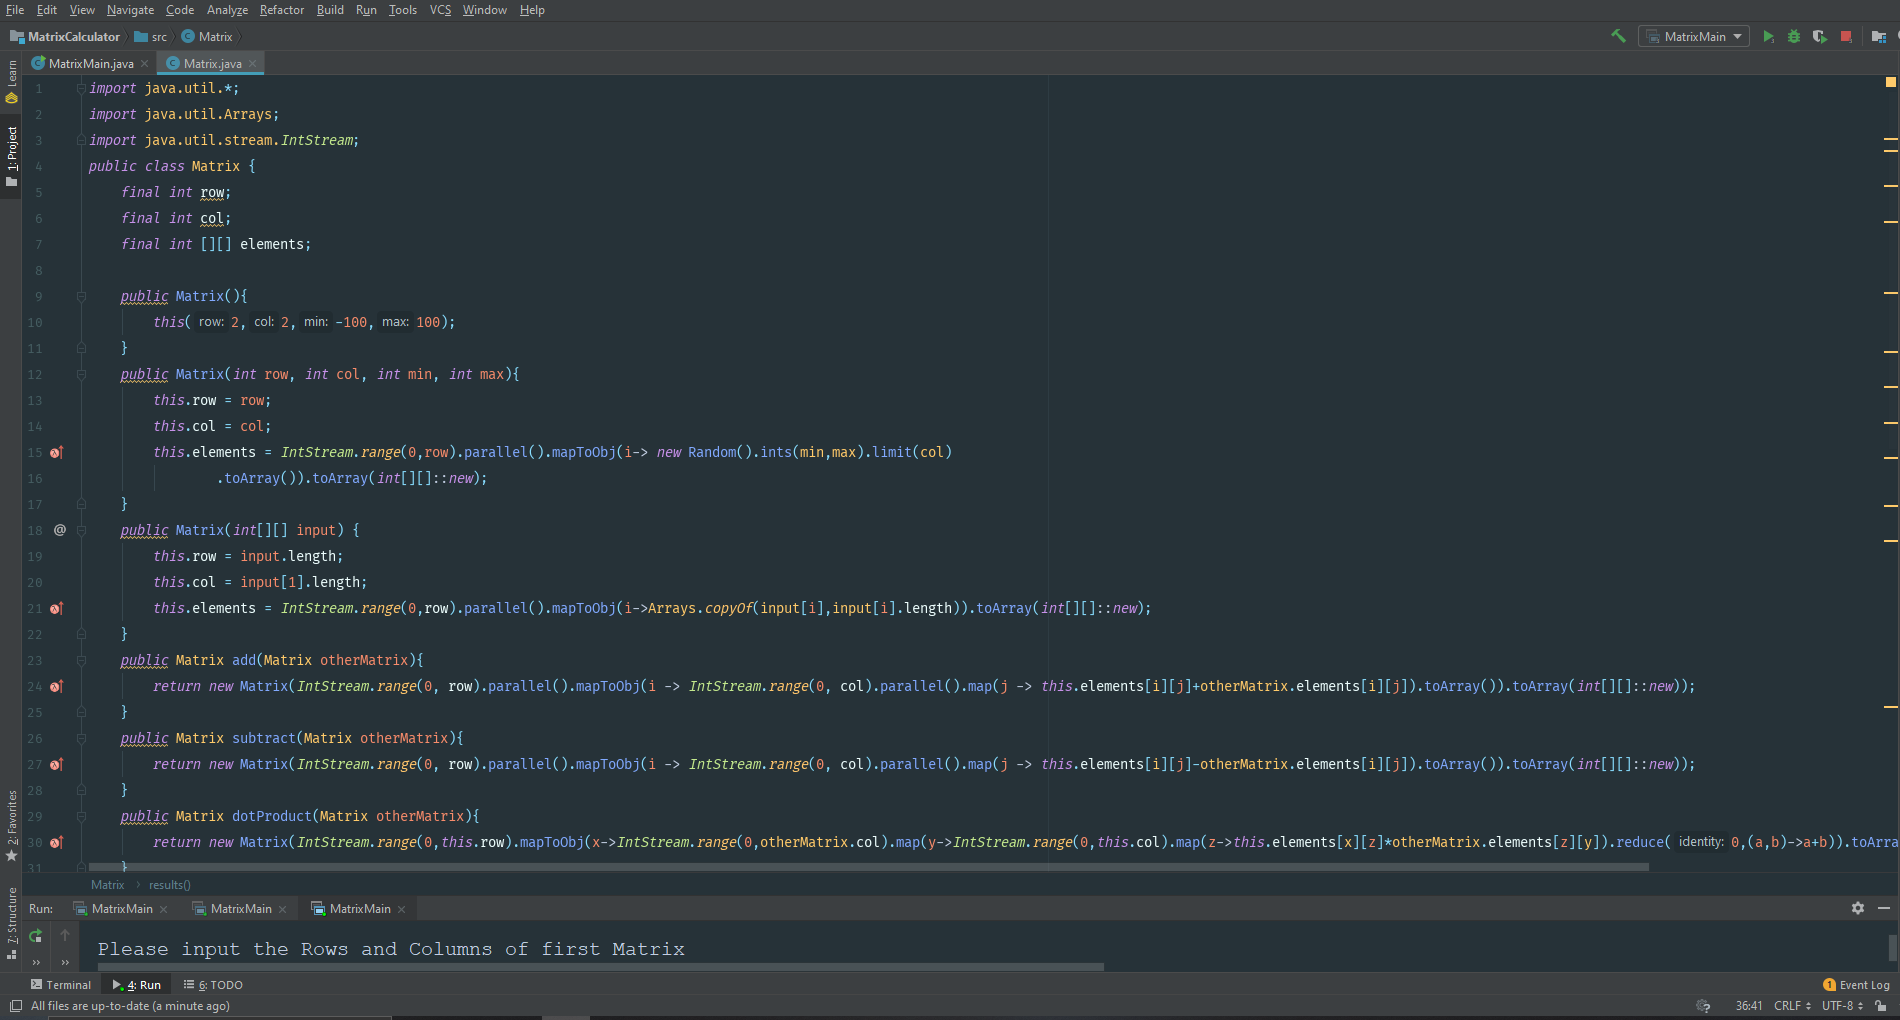 File Edit View Navigate Code Analyze Refactor Build Run Tools VCS Window Help
MatrixCalculator src Matrix MatrixMain
MatrixMain.java Matrix.java
Learn
1: Project
2: Favorites
7: Structure
1 import java.util.*;
2 import java.util.Arrays;
3 import java.util.stream.IntStream;
4 public class Matrix {
5 final int row;
6 final int col;
7 final int [][] elements;
8
9 public Matrix(){
10 this( row: 2, col: 2, min: -100, max: 100);
11 }
12 public Matrix(int row, int col, int min, int max){
13 this.row = row;
14 this.col = col;
15 this.elements = IntStream.range(0,row).parallel().mapToObj(i-> new Random().ints(min,max).limit(col)
16 .toArray()).toArray(int[][]::new);
17 }
18 @ public Matrix(int[][] input) {
19 this.row = input.length;
20 this.col = input[1].length;
21 this.elements = IntStream.range(0,row).parallel().mapToObj(i->Arrays.copyOf(input[i],input[i].length)).toArray(int[][]::new);
22 }
23 public Matrix add(Matrix otherMatrix){
24 return new Matrix(IntStream.range(0, row).parallel().mapToObj(i -> IntStream.range(0, col).parallel().map(j -> this.elements[i][j]+otherMatrix.elements[i][j]).toArray()).toArray(int[][]::new));
25 }
26 public Matrix subtract(Matrix otherMatrix){
27 return new Matrix(IntStream.range(0, row).parallel().mapToObj(i -> IntStream.range(0, col).parallel().map(j -> this.elements[i][j]-otherMatrix.elements[i][j]).toArray()).toArray(int[][]::new));
28 }
29 public Matrix dotProduct(Matrix otherMatrix){
30 return new Matrix(IntStream.range(0,this.row).mapToObj(x->IntStream.range(0,otherMatrix.col).map(y->IntStream.range(0,this.col).map(z->this.elements[x][z]*otherMatrix.elements[z][y]).reduce( identity: 0,(a,b)->a+b)).toArra
31 }
Matrix results()
Run: MatrixMain MatrixMain MatrixMain
Please input the Rows and Columns of first Matrix
Terminal 4: Run 6: TODO 1 Event Log
All files are up-to-date (a minute ago) 36:41 CRLF UTF-8